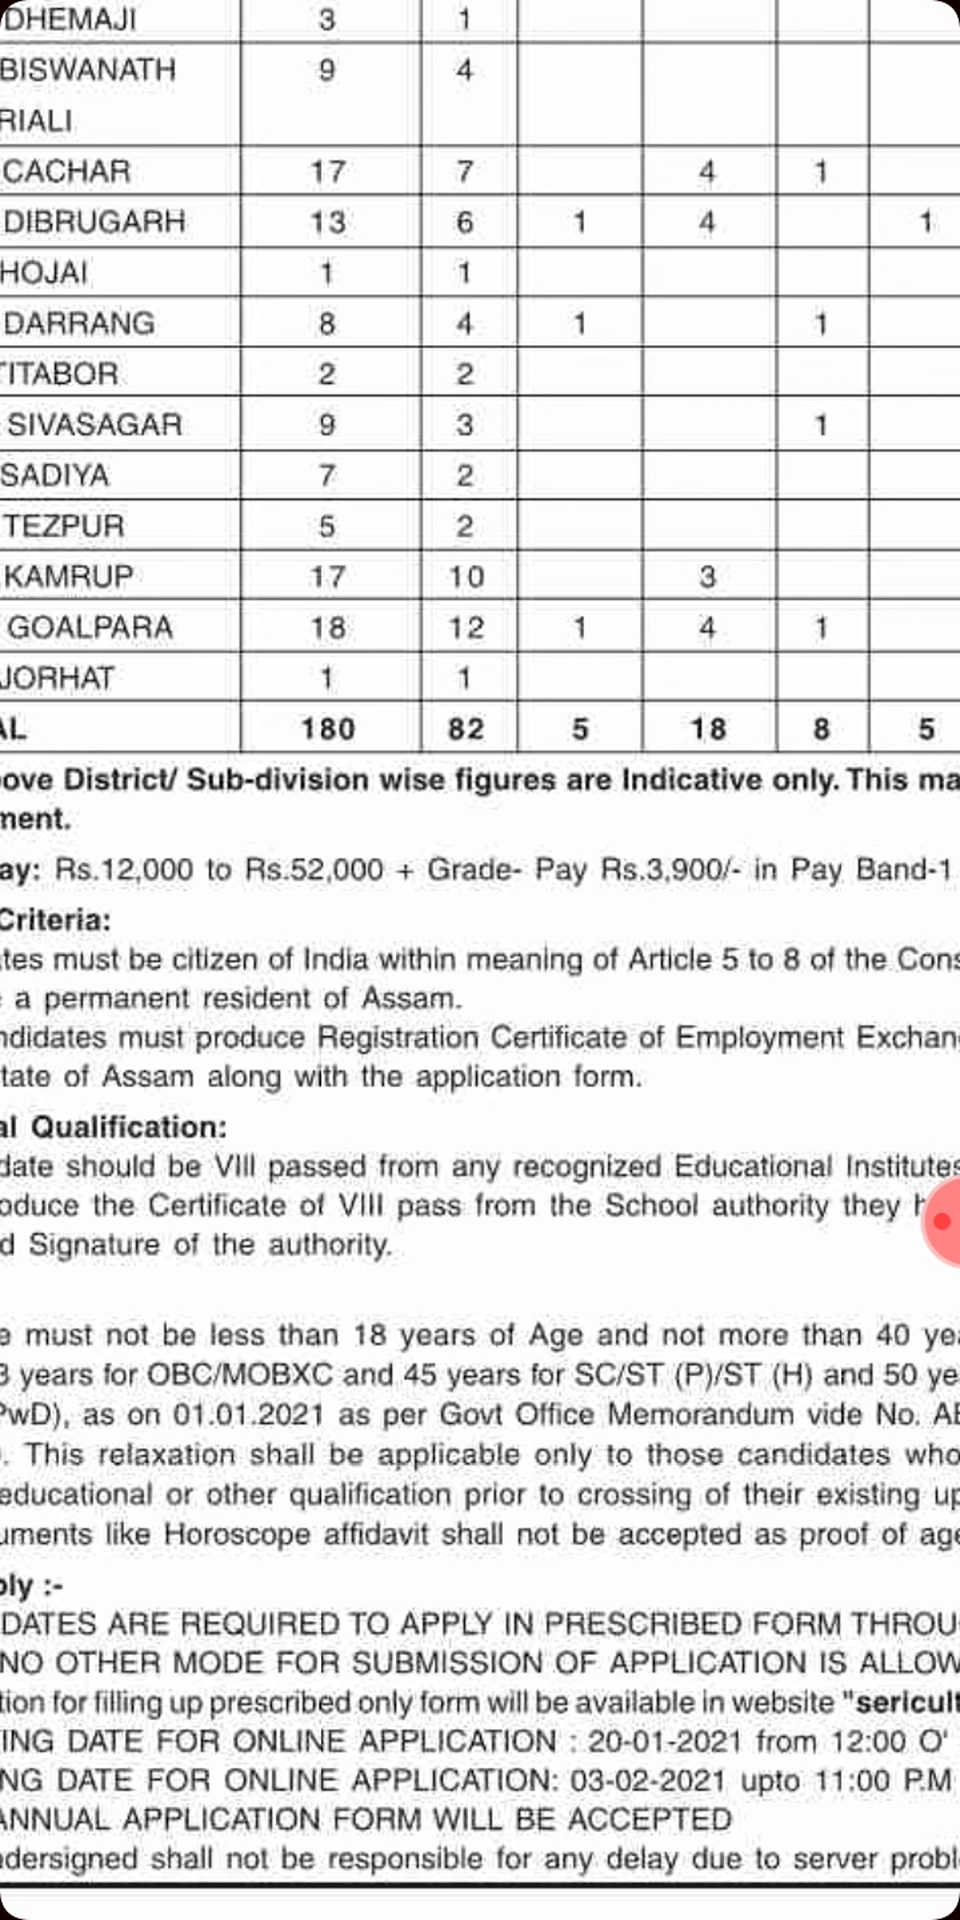 DHEMAJI 3 1
BISWANATH 9 4
RIALI
CACHAR 17 7 4 1
DIBRUGARH 13 6 1 4 1
HOJAI 1 1
DARRANG 8 4 1 1
TITABOR 2 2
SIVASAGAR 9 3 1
SADIYA 7 2
TEZPUR 5 2
KAMRUP 17 10 3
GOALPARA 18 12 1 4 1
JORHAT 1 1
AL 180 82 5 18 8 5
ove District/ Sub-division wise figures are Indicative only. This ma
ment.
ay: Rs.12,000 to Rs.52,000 + Grade- Pay Rs.3,900/- in Pay Band-1
Criteria:
tes must be citizen of India within meaning of Article 5 to 8 of the Cons
a permanent resident of Assam.
ndidates must produce Registration Certificate of Employment Exchang
tate of Assam along with the application form.
al Qualification:
date should be VIII passed from any recognized Educational Institutes
oduce the Certificate of VIII pass from the School authority they h
d Signature of the authority.
e must not be less than 18 years of Age and not more than 40 yea
3 years for OBC/MOBXC and 45 years for SC/ST (P)/ST (H) and 50 ye
PwD), as on 01.01.2021 as per Govt Office Memorandum vide No. AB
). This relaxation shall be applicable only to those candidates who
educational or other qualification prior to crossing of their existing up
uments like Horoscope affidavit shall not be accepted as proof of age
ply :-
DATES ARE REQUIRED TO APPLY IN PRESCRIBED FORM THROU
NO OTHER MODE FOR SUBMISSION OF APPLICATION IS ALLOW
tion for filling up prescribed only form will be available in website "sericult
ING DATE FOR ONLINE APPLICATION : 20-01-2021 from 12:00 O'
NG DATE FOR ONLINE APPLICATION: 03-02-2021 upto 11:00 P.M
ANNUAL APPLICATION FORM WILL BE ACCEPTED
ndersigned shall not be responsible for any delay due to server probl